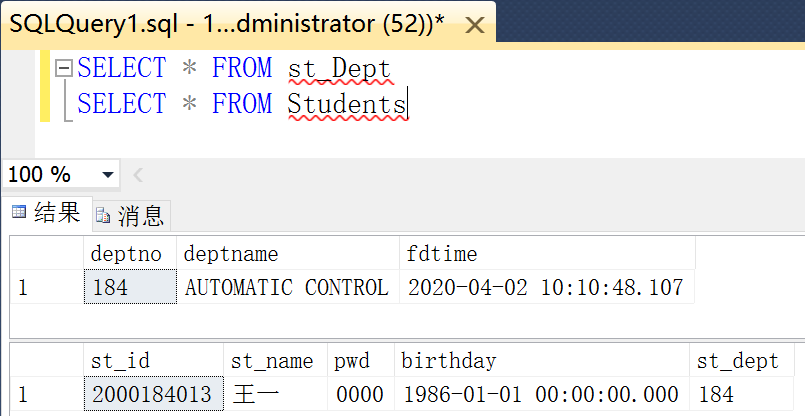 SQLQuery1.sql - 1...dministrator (52))*
SELECT * FROM st_Dept
SELECT * FROM Students
100 %
结果 消息
deptno deptname fdtime
1 184 AUTOMATIC CONTROL 2020-04-02 10:10:48.107
st_id st_name pwd birthday st_dept
1 2000184013 王一 0000 1986-01-01 00:00:00.000 184